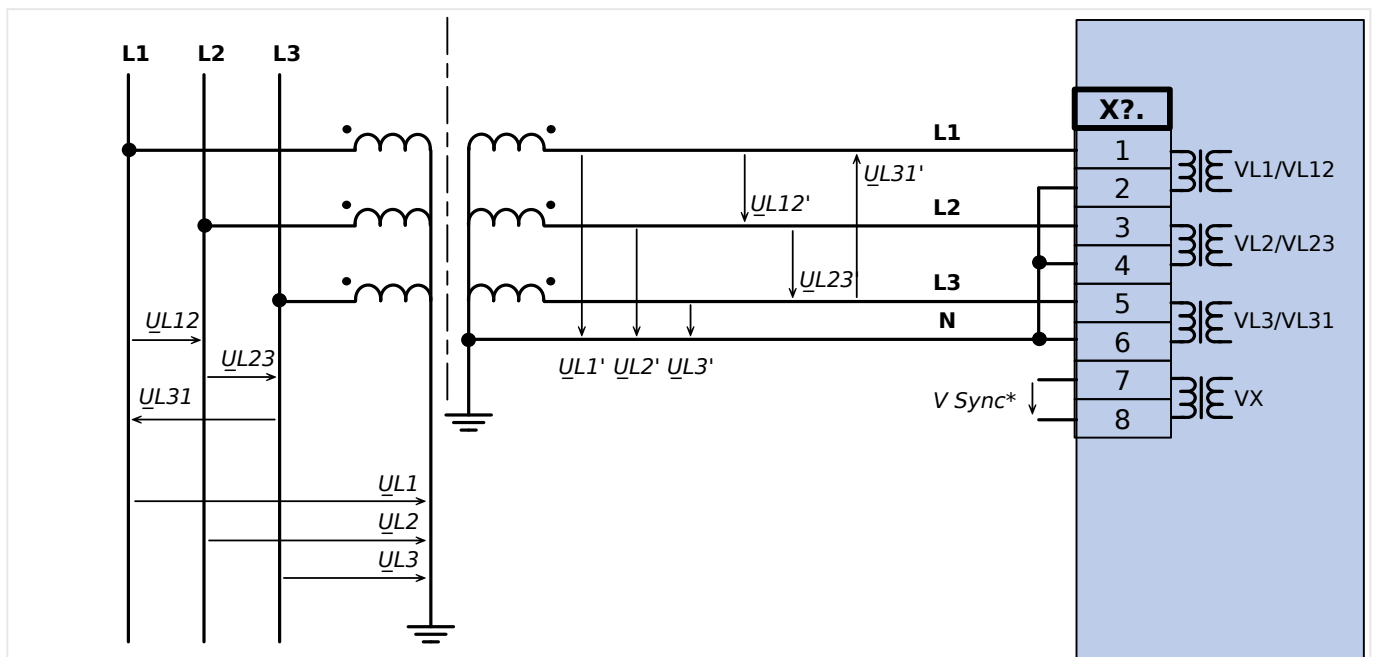 L1 L2 L3
X?.
L1
1
UL31'
VL1/VL12
2
UL12'
L2
3
VL2/VL23
4
UL23'
L3
5
UL12
N
VL3/VL31
6
UL23
UL1' UL2' UL3'
7
UL31
V Sync*
VX
8
UL1
UL2
UL3